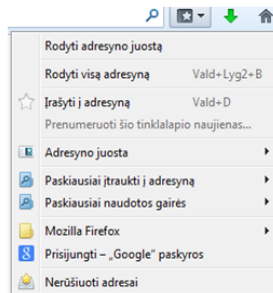 Rodyti adresyno juostą
Rodyti visą adresyną Vald+Lyg2+B
Įrašyti į adresyną Vald+D
Prenumeruoti šio tinklalapio naujienas...
Adresyno juosta
Paskiausiai įtraukti į adresyną
Paskiausiai naudotos gairės
Mozilla Firefox
Prisijungti – „Google“ paskyros
Nerūšiuoti adresai